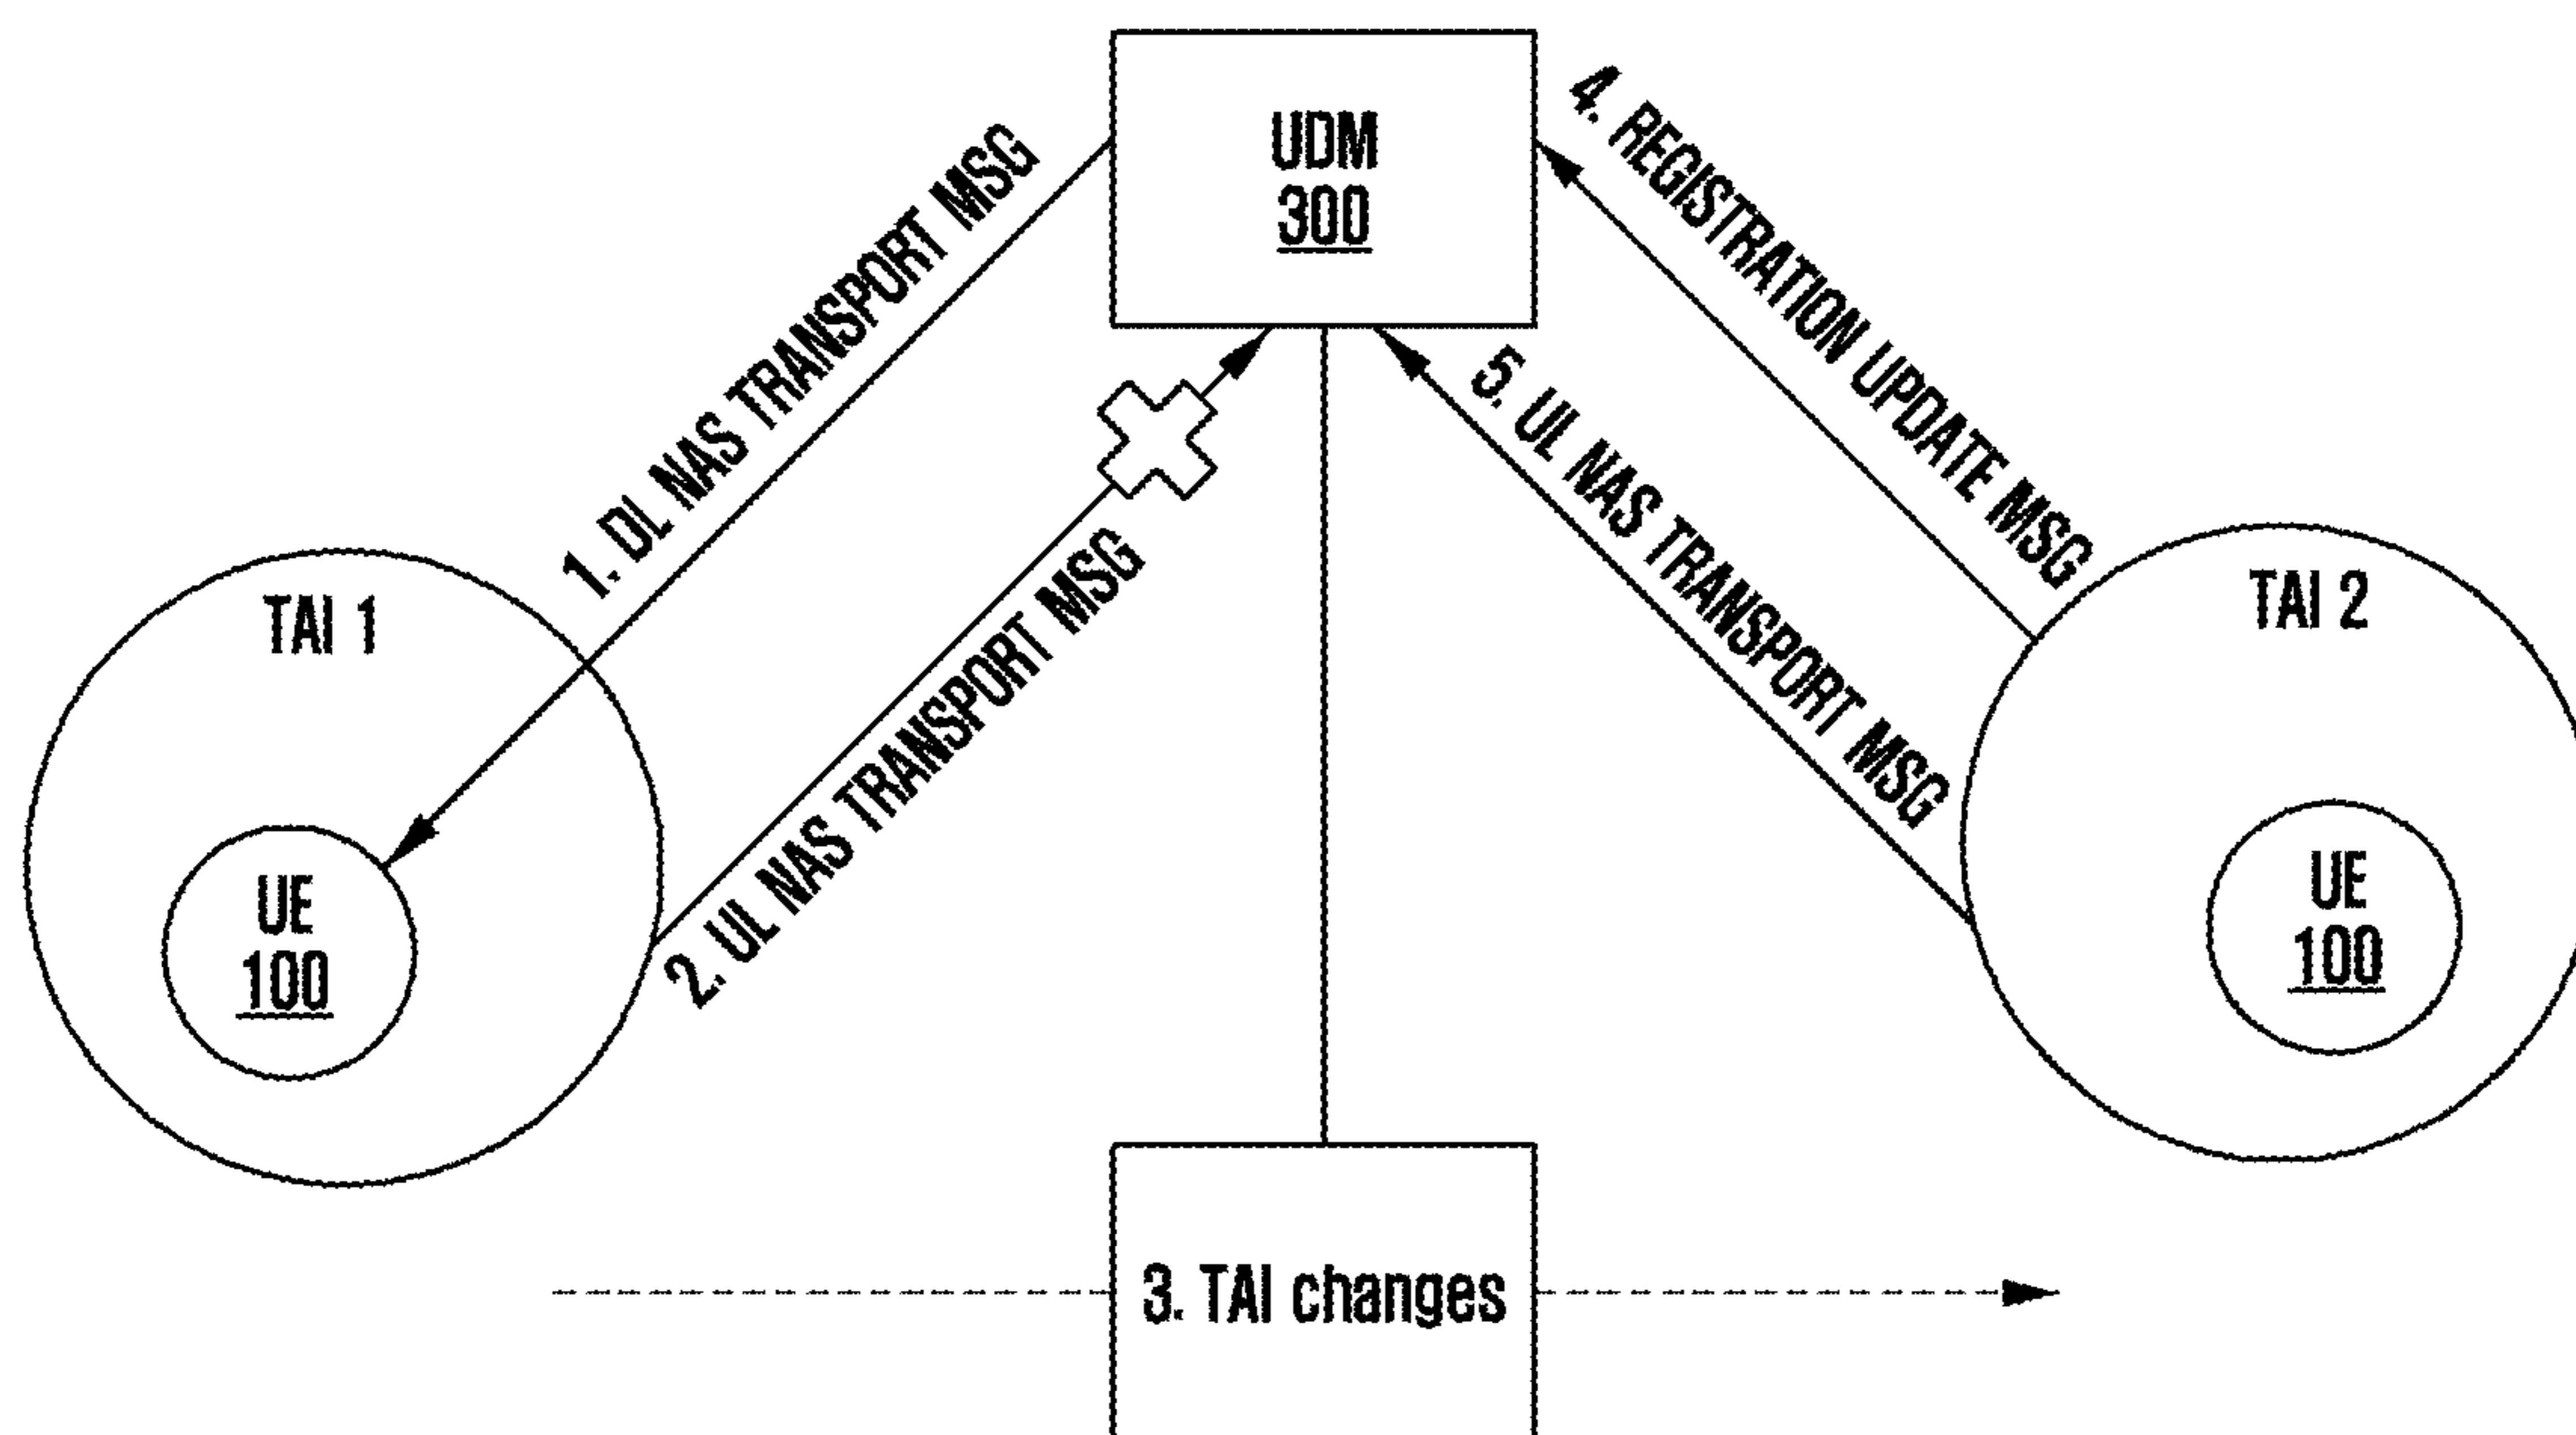 UDM
300
1. DL NAS TRANSPORT MSG
2. UL NAS TRANSPORT MSG
4. REGISTRATION UPDATE MSG
5. UL NAS TRANSPORT MSG
TAI 1
UE
100
TAI 2
UE
100
3. TAI changes